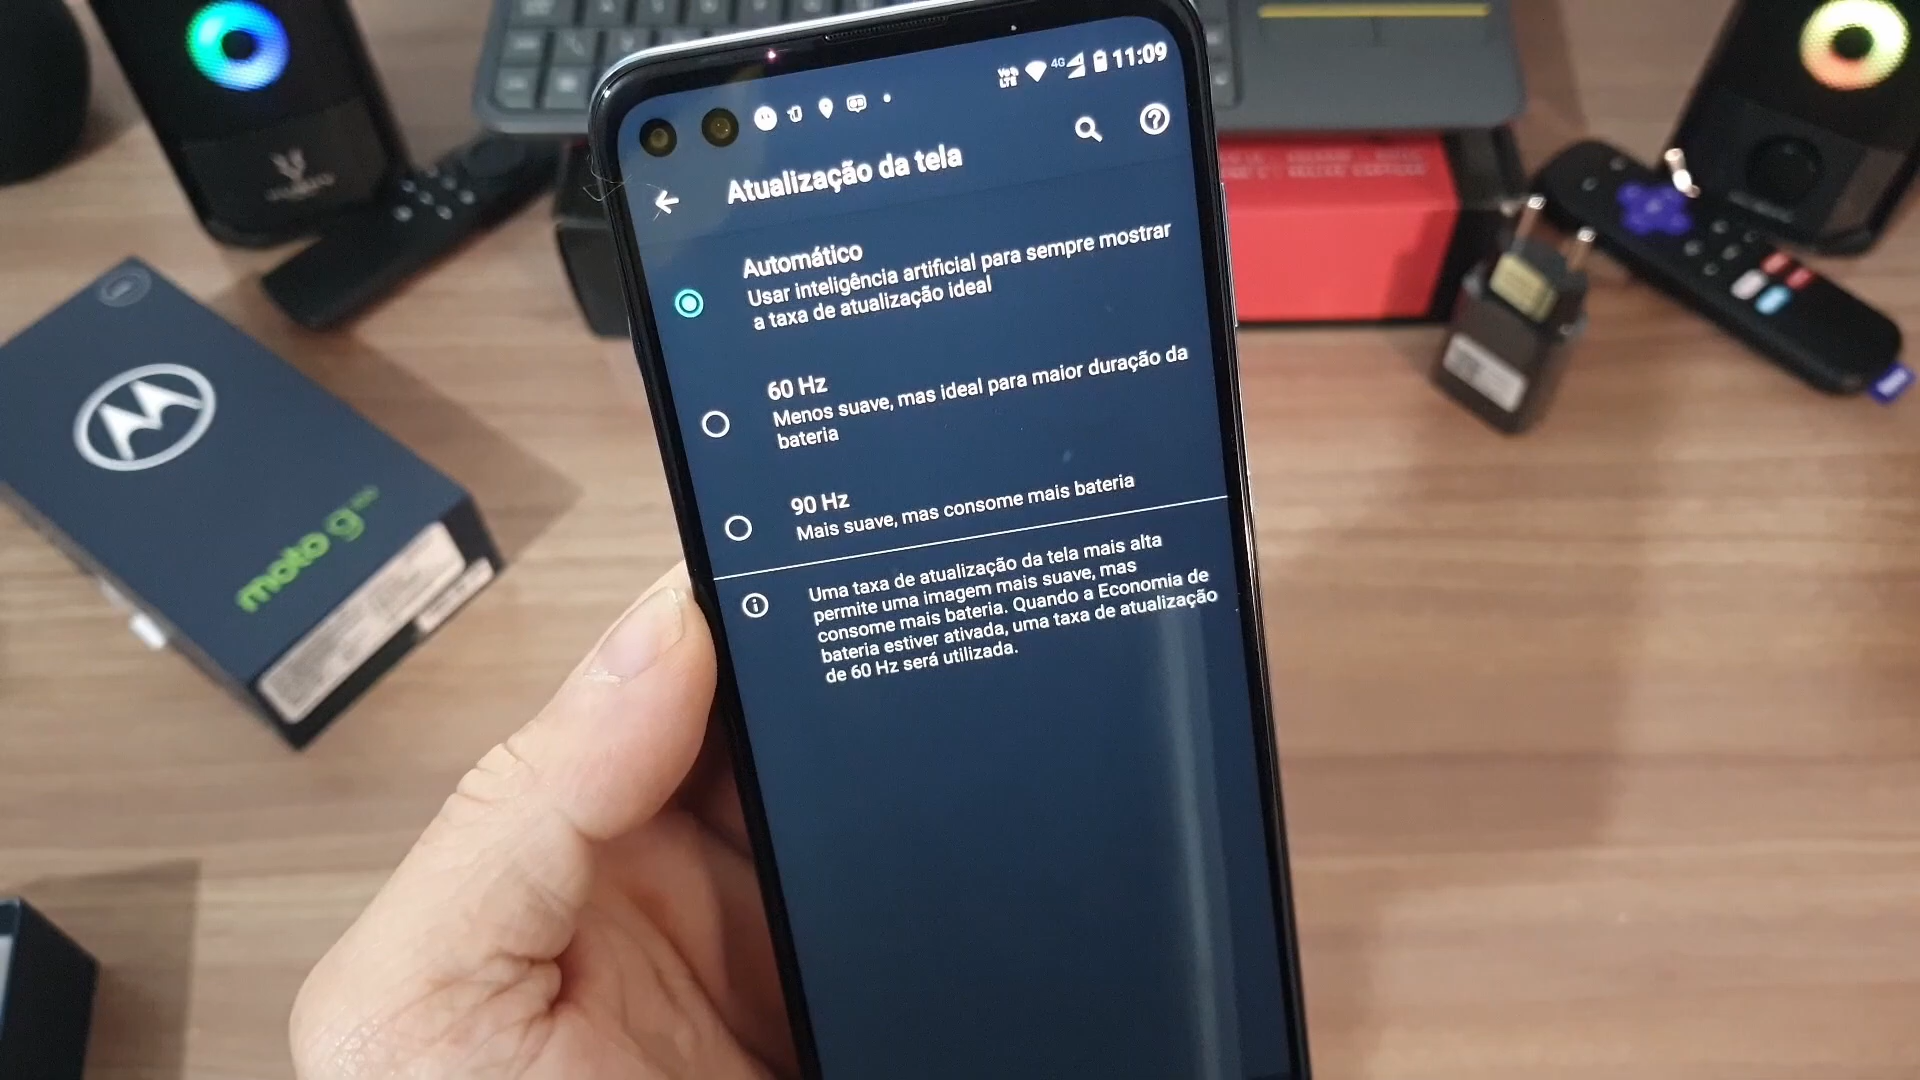 4G
11:09
Atualização da tela
Automático
Usar inteligência artificial para sempre mostrar
a taxa de atualização ideal
60 Hz
Menos suave, mas ideal para maior duração da
bateria
90 Hz
Mais suave, mas consome mais bateria
Uma taxa de atualização da tela mais alta
permite uma imagem mais suave, mas
consome mais bateria. Quando a Economia de
bateria estiver ativada, uma taxa de atualização
de 60 Hz será utilizada.
moto g